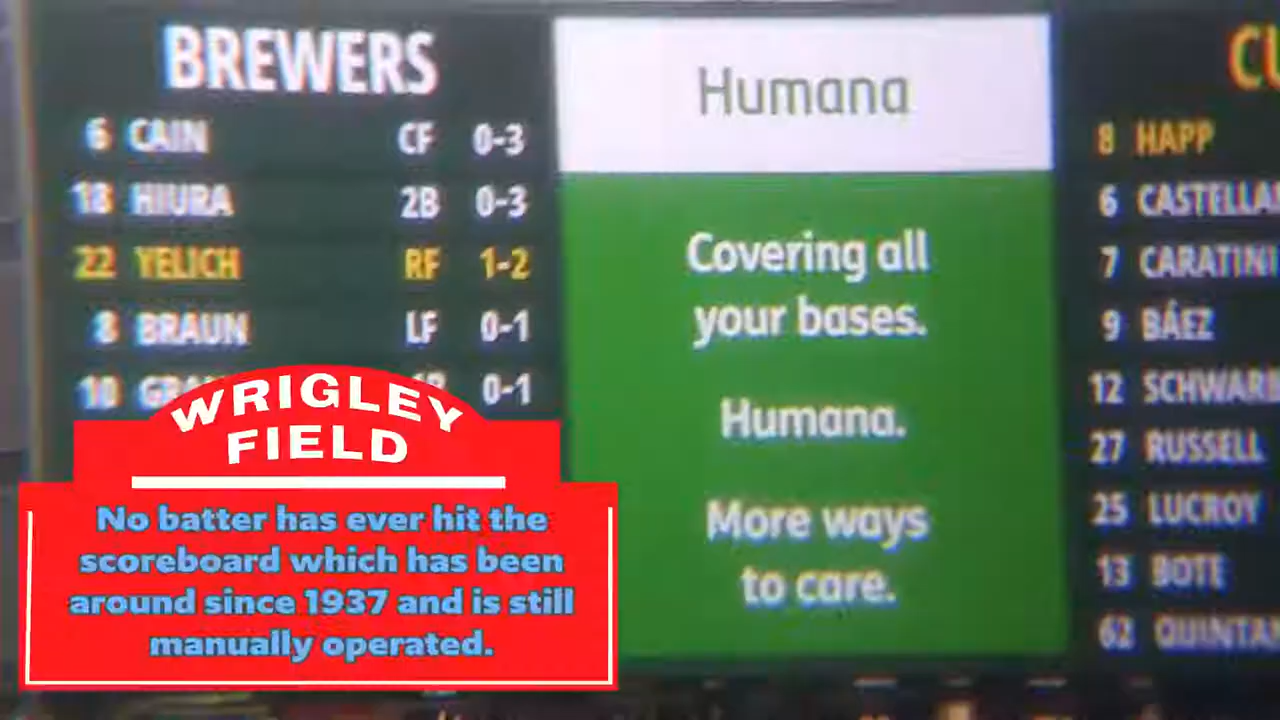 BREWERS
6 CAIN CF 0-3
18 HIURA 2B 0-3
22 YELICH RF 1-2
8 BRAUN LF 0-1
10 0-1
Humana
Covering all
your bases.
Humana.
More ways
to care.
8 HAPP
6
7 CARATINI
9 BÁEZ
12
27 RUSSELL
25 LUCROY
13 BOTE
62
WRIGLEY
FIELD
No batter has ever hit the
scoreboard which has been
around since 1937 and is still
manually operated.